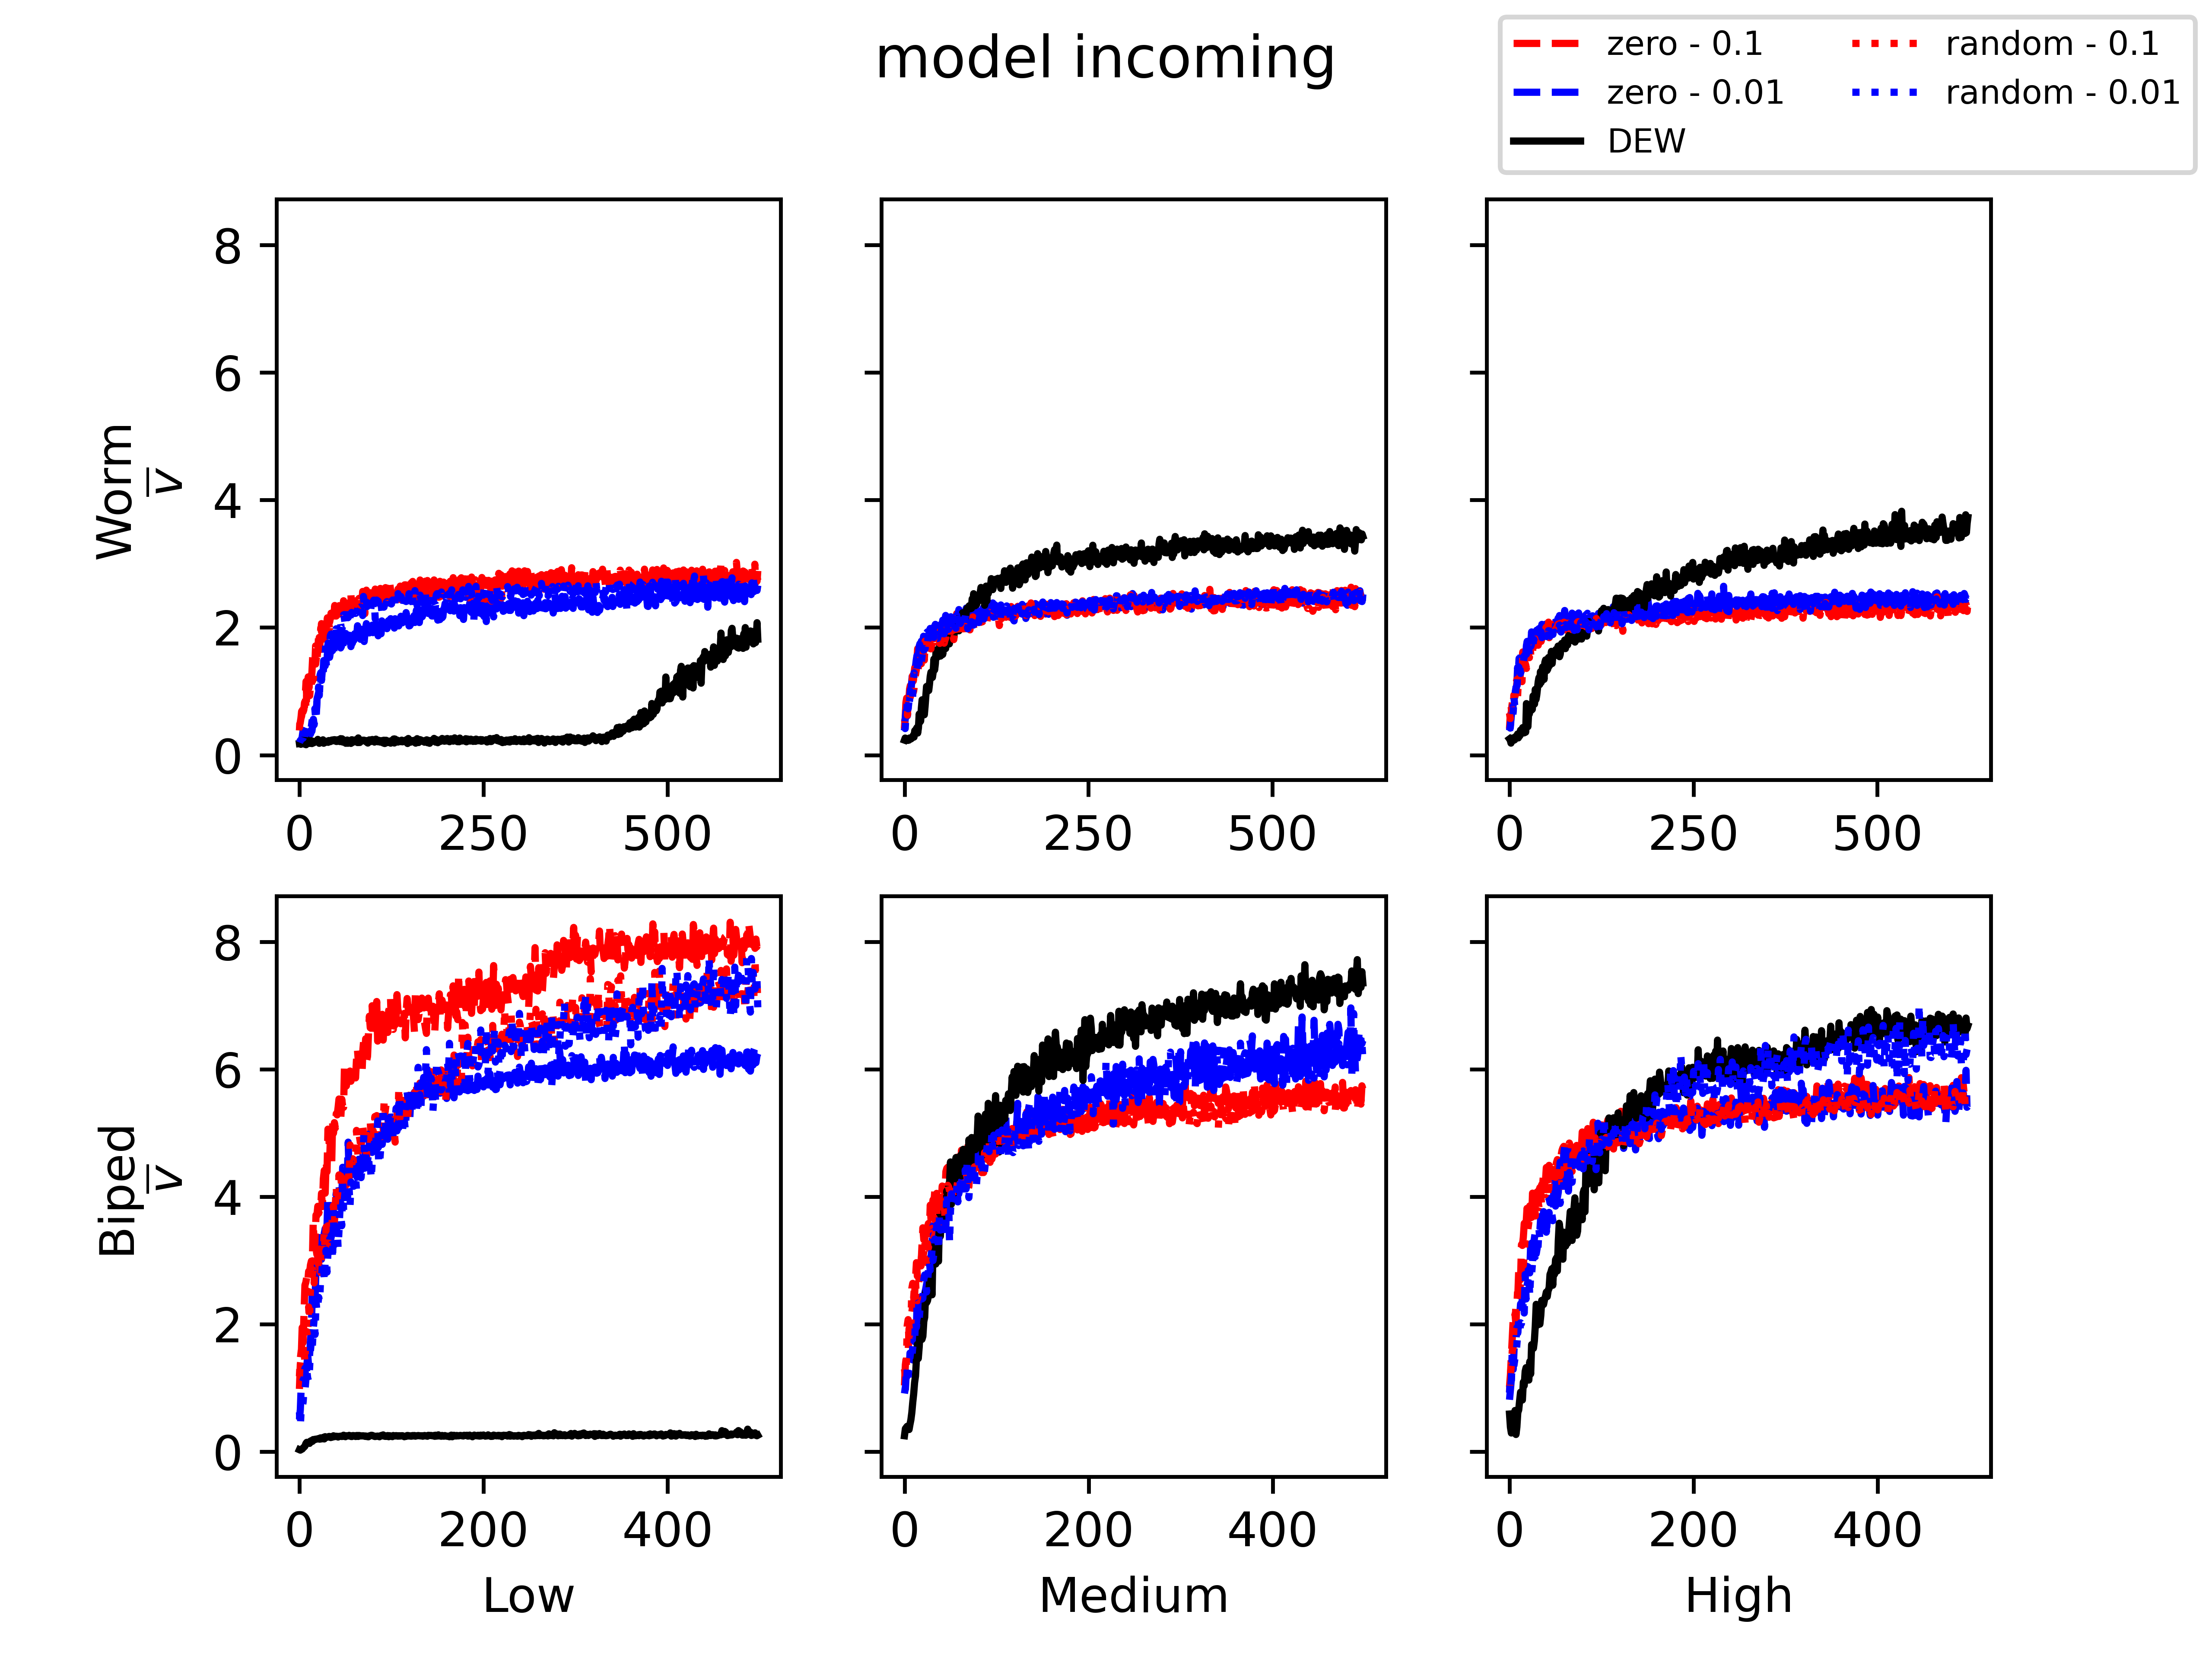 model incoming
zero - 0.1
random - 0.1
zero - 0.01
random - 0.01
DEW
Worm
v̅
8
6
4
2
0
0 250 500
0 250 500
0 250 500
Biped
v̅
8
6
4
2
0
0 200 400
0 200 400
0 200 400
Low
Medium
High